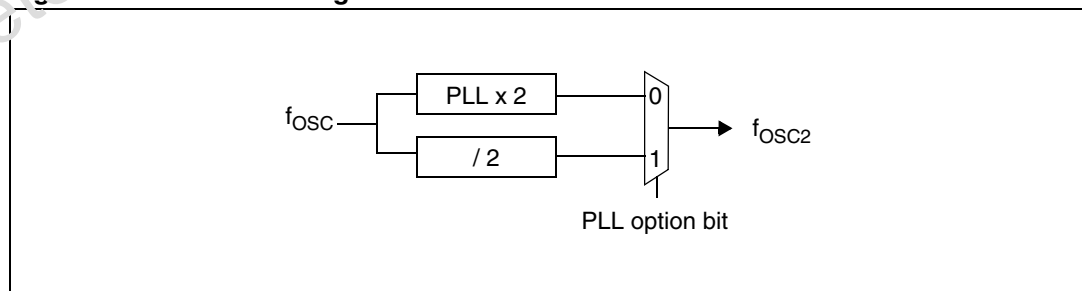 PLL x 2
0
fOSC
fOSC2
/ 2
1
PLL option bit